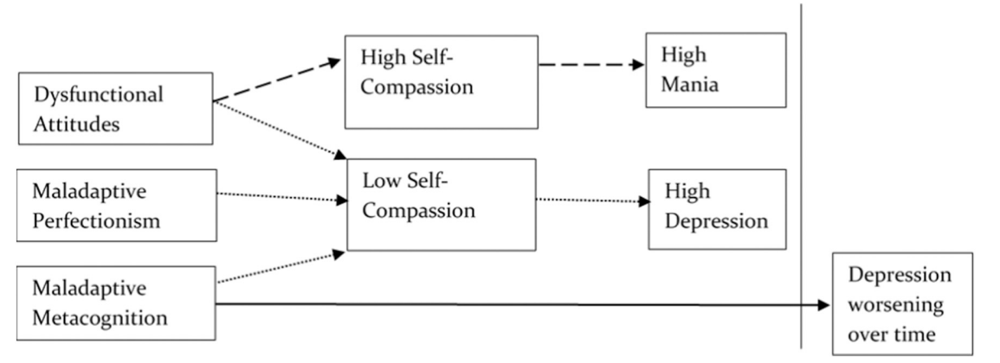 High Self-
Compassion
High
Mania
Dysfunctional
Attitudes
Low Self-
Compassion
Maladaptive
Perfectionism
High
Depression
Maladaptive
Metacognition
Depression
worsening
over time